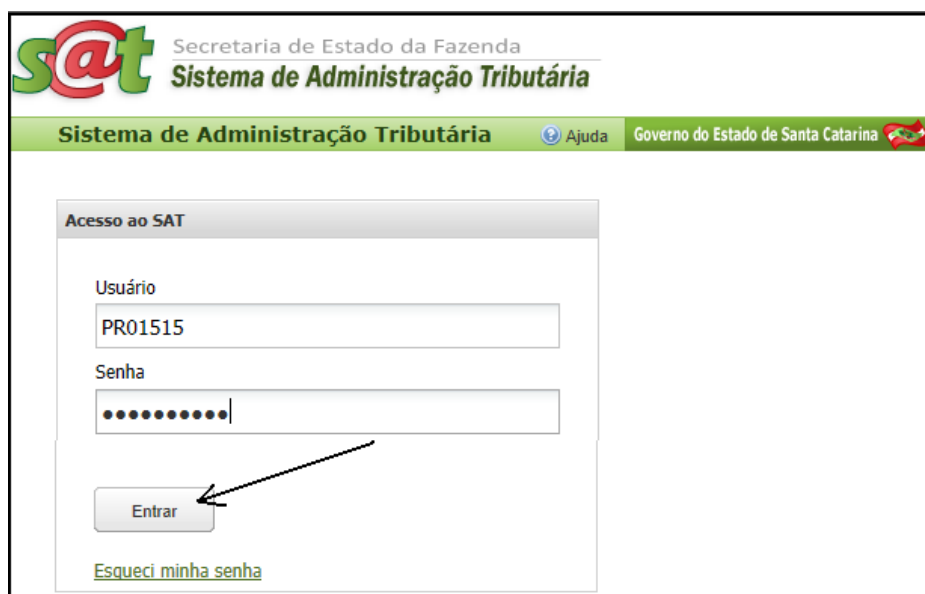 s@t
Secretaria de Estado da Fazenda
Sistema de Administração Tributária
Sistema de Administração Tributária
Ajuda
Governo do Estado de Santa Catarina
Acesso ao SAT
Usuário
PR01515
Senha
●●●●●●●●●●
Entrar
Esqueci minha senha